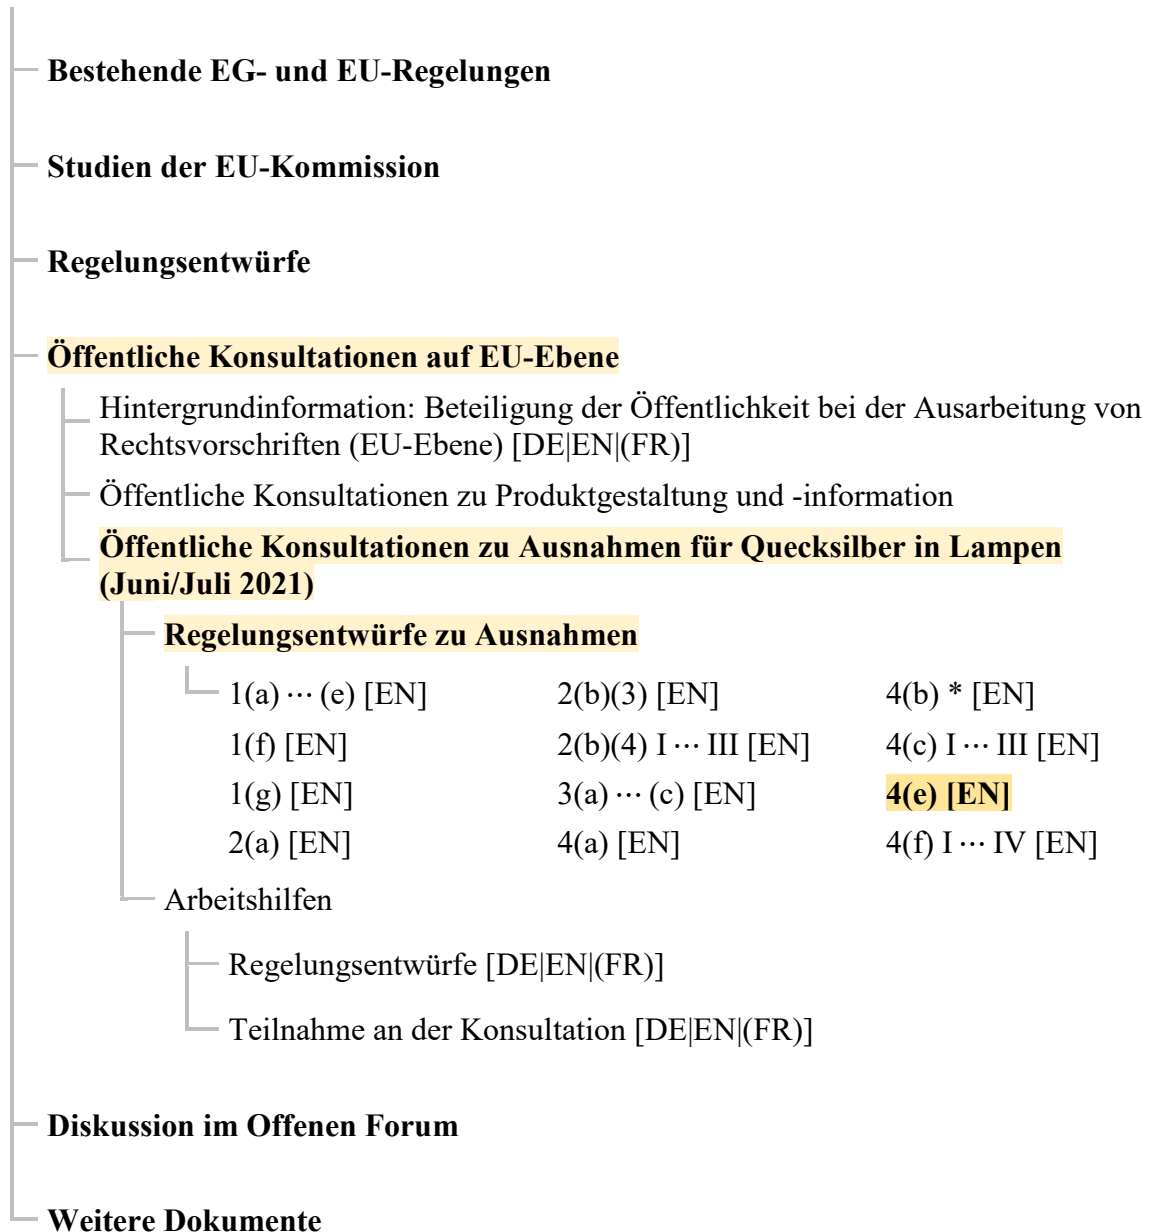 Bestehende EG- und EU-Regelungen
Studien der EU-Kommission
Regelungsentwürfe
Öffentliche Konsultationen auf EU-Ebene
Hintergrundinformation: Beteiligung der Öffentlichkeit bei der Ausarbeitung von
Rechtsvorschriften (EU-Ebene) [DE|EN|(FR)]
Öffentliche Konsultationen zu Produktgestaltung und -information
Öffentliche Konsultationen zu Ausnahmen für Quecksilber in Lampen
(Juni/Juli 2021)
Regelungsentwürfe zu Ausnahmen
1(a) ··· (e) [EN] 2(b)(3) [EN] 4(b) * [EN]
1(f) [EN] 2(b)(4) I ··· III [EN] 4(c) I ··· III [EN]
1(g) [EN] 3(a) ··· (c) [EN] 4(e) [EN]
2(a) [EN] 4(a) [EN] 4(f) I ··· IV [EN]
Arbeitshilfen
Regelungsentwürfe [DE|EN|(FR)]
Teilnahme an der Konsultation [DE|EN|(FR)]
Diskussion im Offenen Forum
Weitere Dokumente